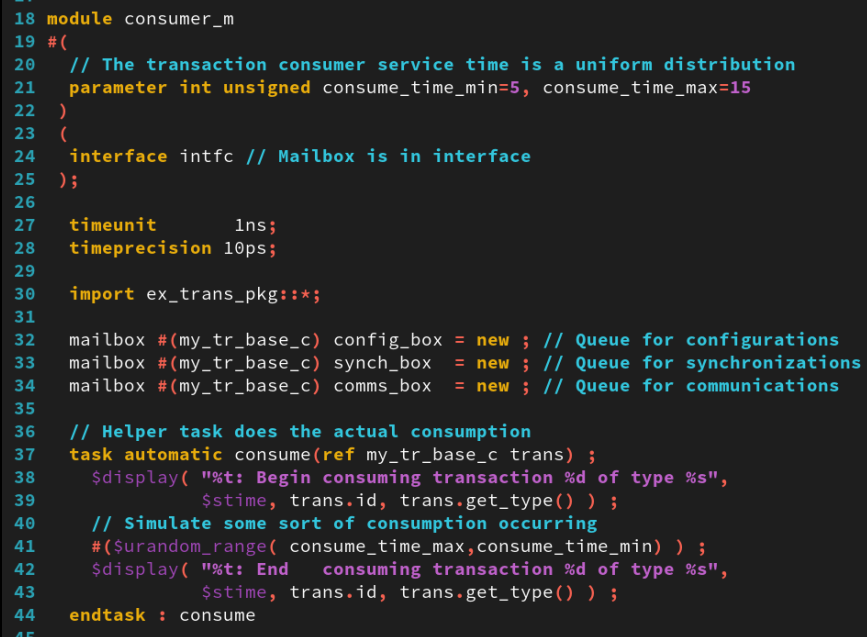 18 module consumer_m
19 #(
20   // The transaction consumer service time is a uniform distribution
21   parameter int unsigned consume_time_min=5, consume_time_max=15
22  )
23  (
24   interface intfc // Mailbox is in interface
25  );
26
27   timeunit       1ns;
28   timeprecision 10ps;
29
30   import ex_trans_pkg::*;
31
32   mailbox #(my_tr_base_c) config_box = new ; // Queue for configurations
33   mailbox #(my_tr_base_c) synch_box  = new ; // Queue for synchronizations
34   mailbox #(my_tr_base_c) comms_box  = new ; // Queue for communications
35
36   // Helper task does the actual consumption
37   task automatic consume(ref my_tr_base_c trans) ;
38     $display( "%t: Begin consuming transaction %d of type %s",
39               $stime, trans.id, trans.get_type() ) ;
40     // Simulate some sort of consumption occurring
41     #($urandom_range( consume_time_max,consume_time_min) ) ;
42     $display( "%t: End   consuming transaction %d of type %s",
43               $stime, trans.id, trans.get_type() ) ;
44   endtask : consume